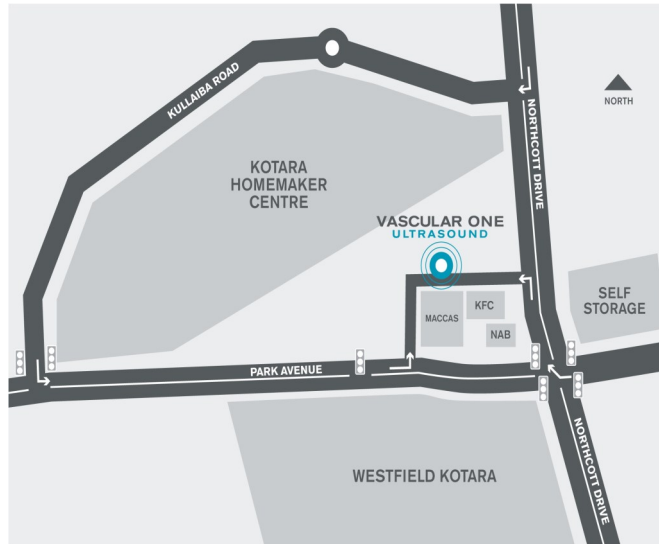 KULLAIBA ROAD
NORTH
NORTHCOTT DRIVE
KOTARA
HOMEMAKER
CENTRE
VASCULAR ONE
ULTRASOUND
SELF
STORAGE
MACCAS
KFC
NAB
PARK AVENUE
WESTFIELD KOTARA
NORTHCOTT DRIVE